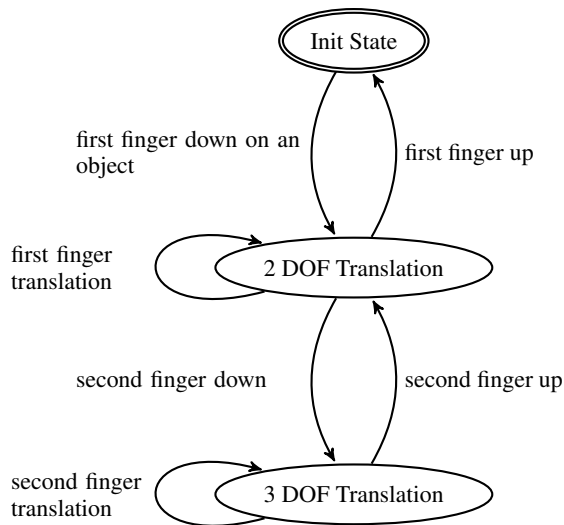 Init State
first finger down on an
object
first finger up
first finger
translation
2 DOF Translation
second finger down
second finger up
second finger
translation
3 DOF Translation